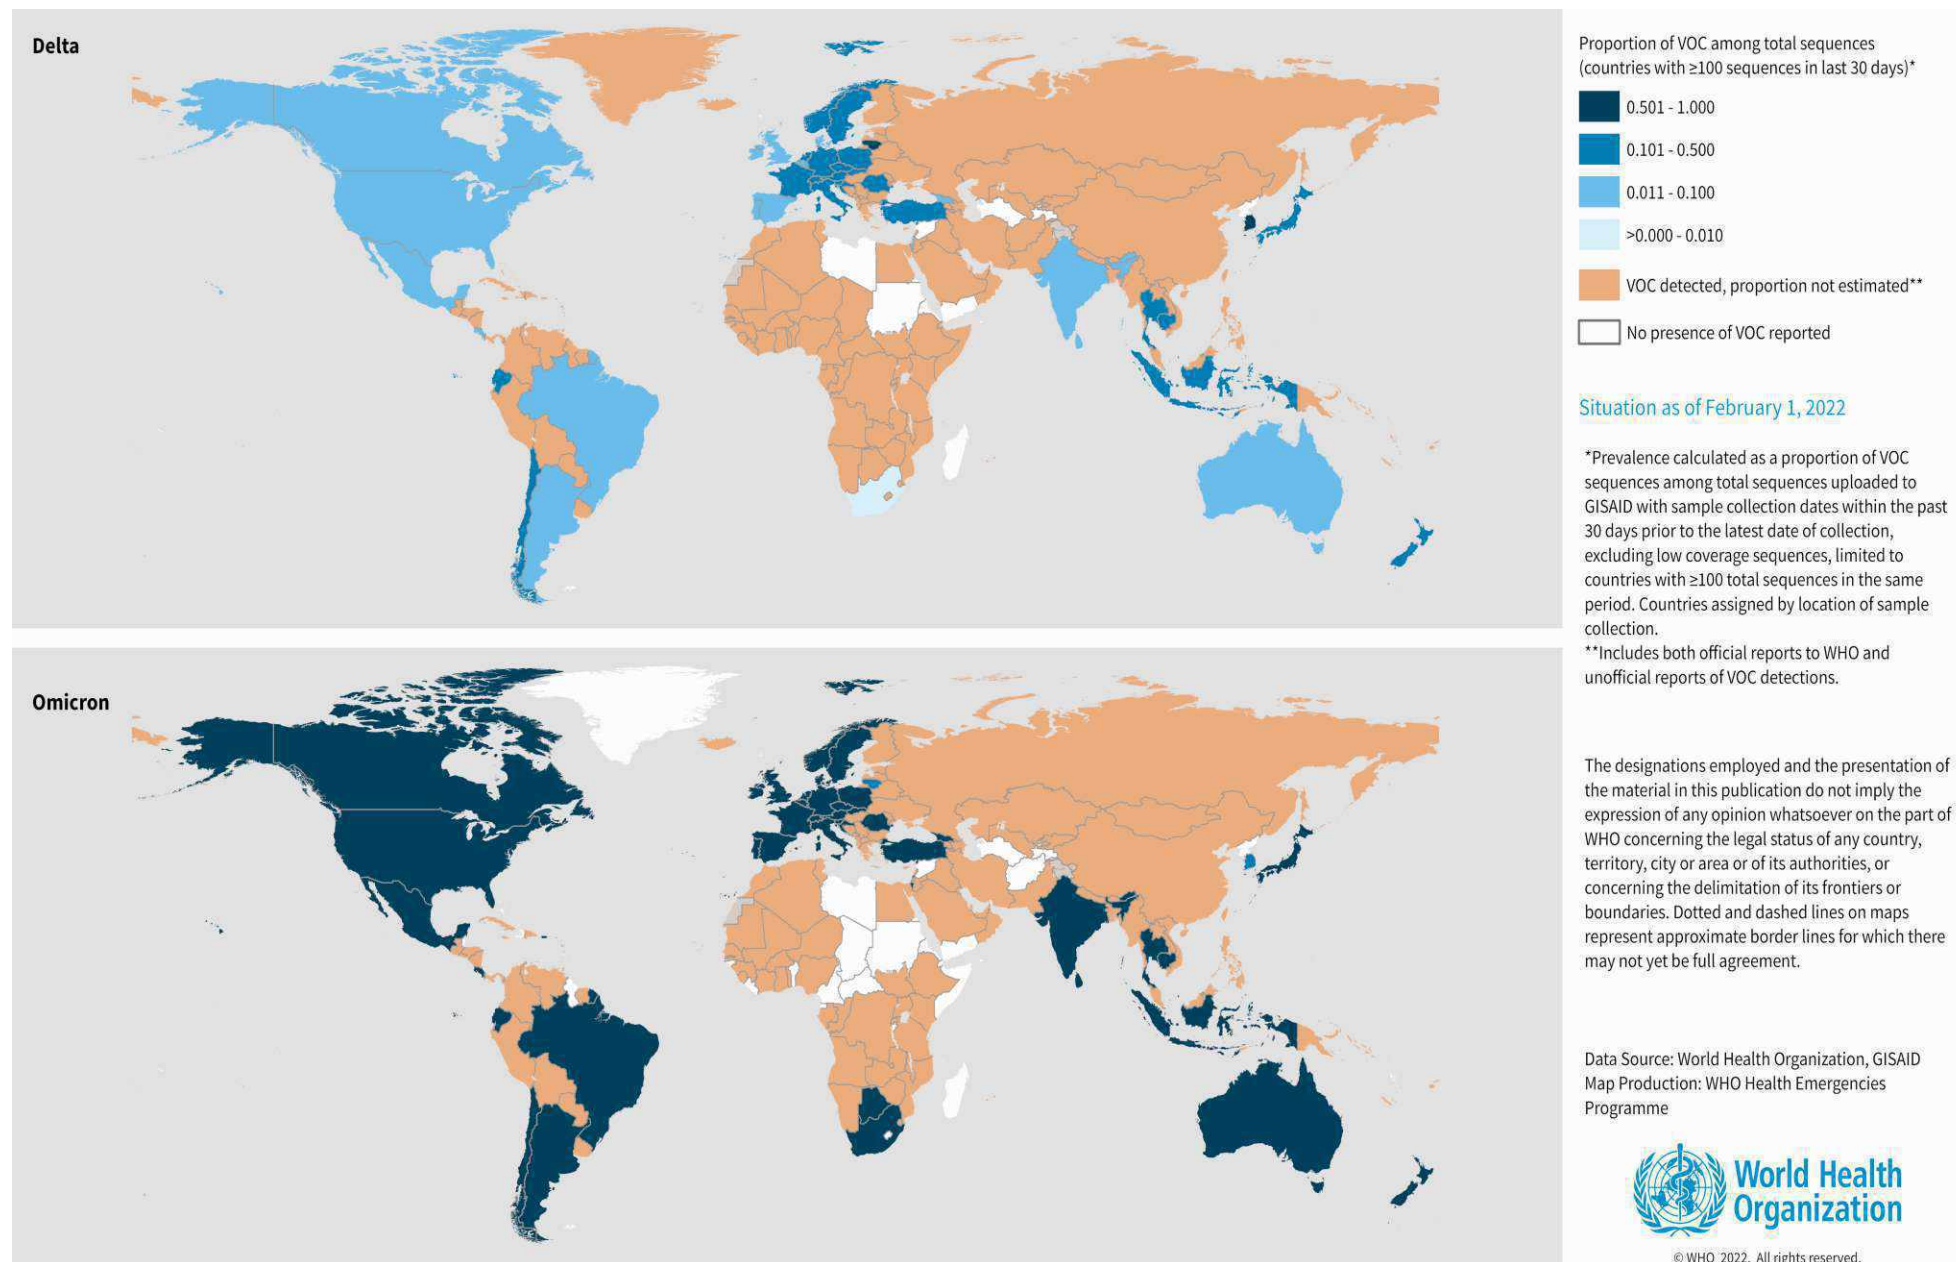 Delta
Proportion of VOC among total sequences
(countries with ≥100 sequences in last 30 days)*
0.501 - 1.000
0.101 - 0.500
0.011 - 0.100
>0.000 - 0.010
VOC detected, proportion not estimated**
No presence of VOC reported
Situation as of February 1, 2022
*Prevalence calculated as a proportion of VOC
sequences among total sequences uploaded to
GISAID with sample collection dates within the past
30 days prior to the latest date of collection,
excluding low coverage sequences, limited to
countries with ≥100 total sequences in the same
period. Countries assigned by location of sample
collection.
**Includes both official reports to WHO and
unofficial reports of VOC detections.
Omicron
The designations employed and the presentation of
the material in this publication do not imply the
expression of any opinion whatsoever on the part of
WHO concerning the legal status of any country,
territory, city or area or of its authorities, or
concerning the delimitation of its frontiers or
boundaries. Dotted and dashed lines on maps
represent approximate border lines for which there
may not yet be full agreement.
Data Source: World Health Organization, GISAID
Map Production: WHO Health Emergencies
Programme
World Health
Organization
© WHO 2022. All rights reserved.